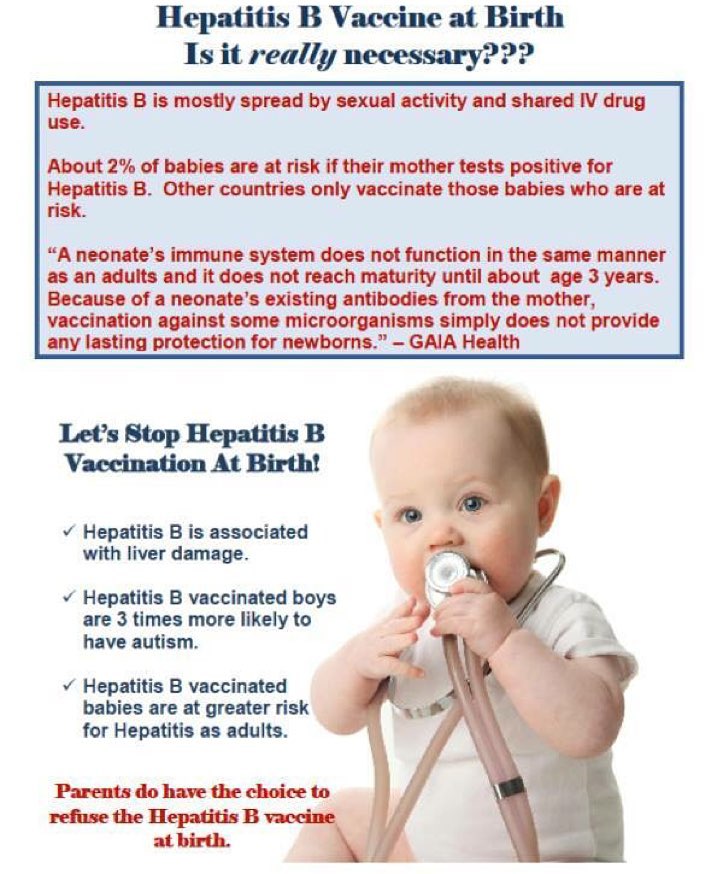 Hepatitis B Vaccine at Birth
Is it really necessary???
Hepatitis B is mostly spread by sexual activity and shared IV drug
use.
About 2% of babies are at risk if their mother tests positive for
Hepatitis B.  Other countries only vaccinate those babies who are at
risk.
“A neonate’s immune system does not function in the same manner
as an adults and it does not reach maturity until about  age 3 years.
Because of a neonate’s existing antibodies from the mother,
vaccination against some microorganisms simply does not provide
any lasting protection for newborns.” – GAIA Health
Let’s Stop Hepatitis B
Vaccination At Birth!
✓ Hepatitis B is associated
with liver damage.
✓ Hepatitis B vaccinated boys
are 3 times more likely to
have autism.
✓ Hepatitis B vaccinated
babies are at greater risk
for Hepatitis as adults.
Parents do have the choice to
refuse the Hepatitis B vaccine
at birth.